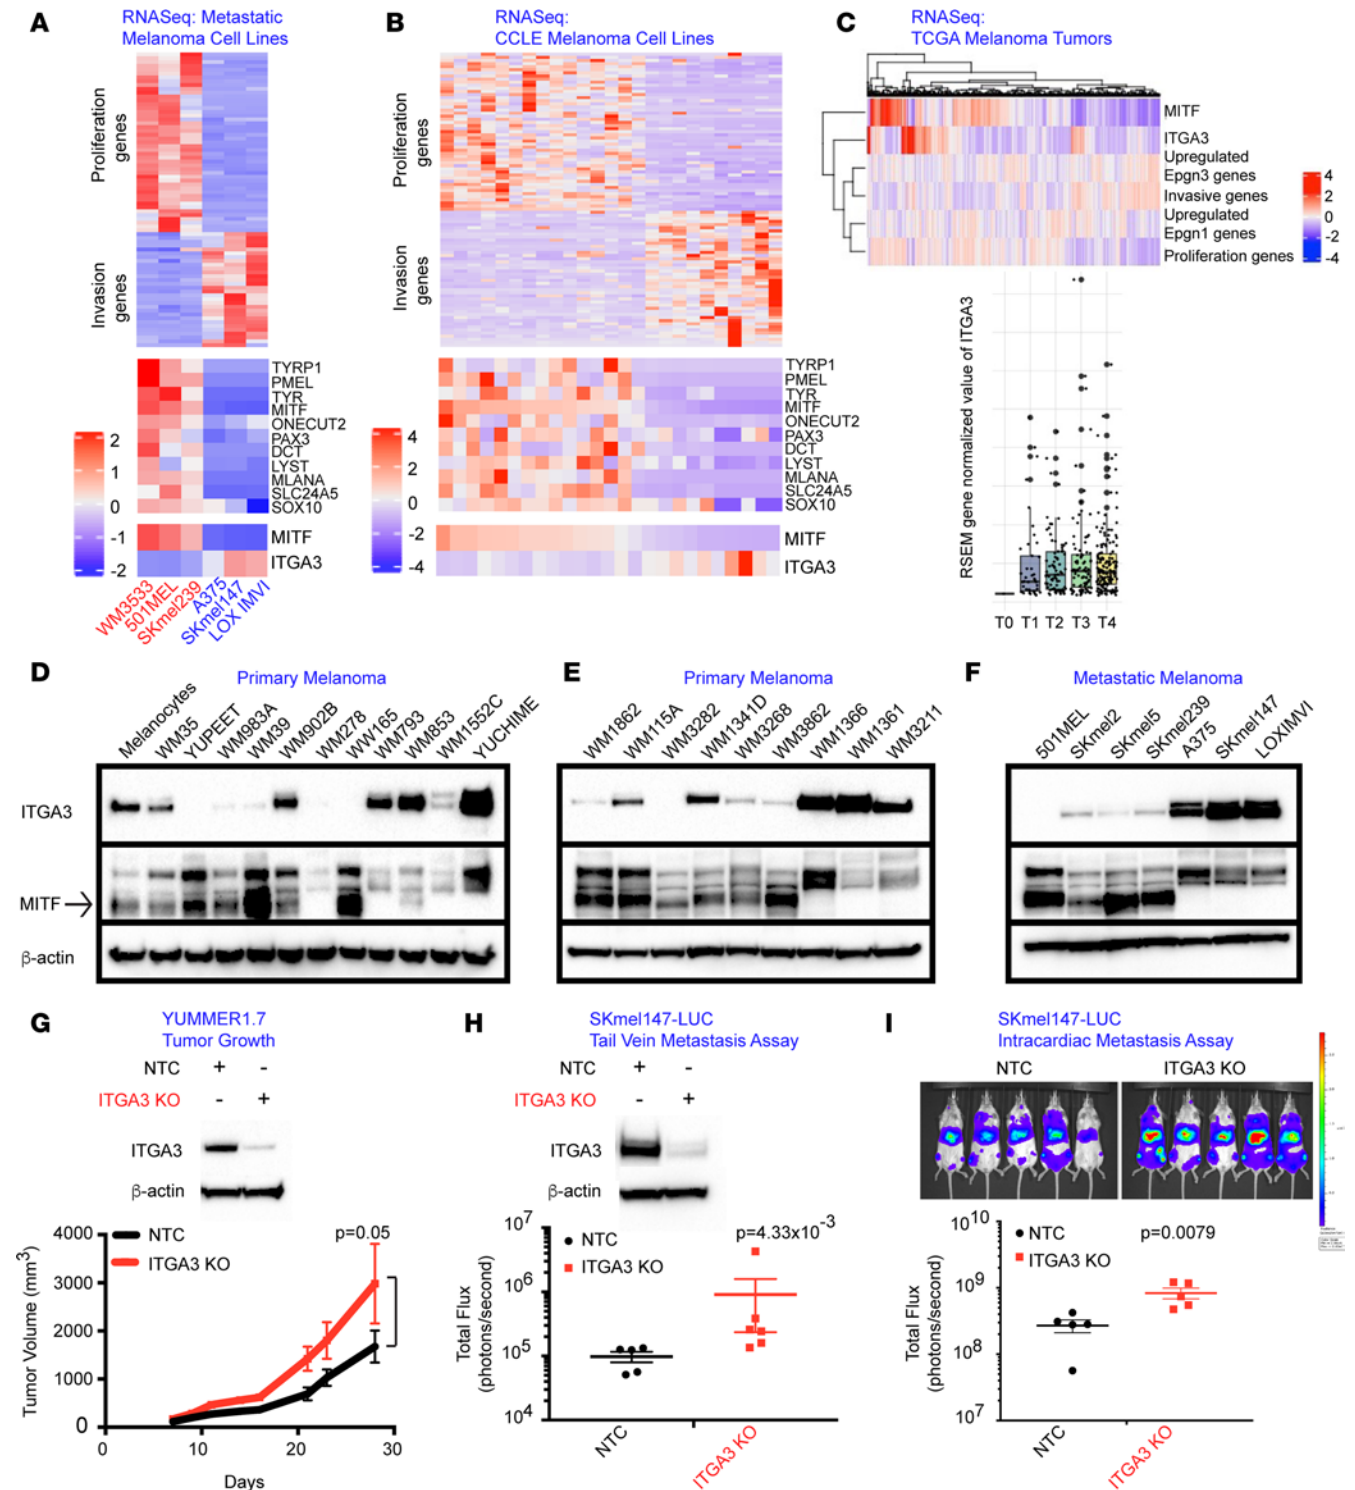 A
RNASeq: Metastatic
Melanoma Cell Lines
Proliferation
genes
Invasion
genes
TYRP1
PMEL
TYR
MITF
ONECUT2
PAX3
DCT
LYST
MLANA
SLC24A5
SOX10
2
1
0
-1
-2
MITF
ITGA3
WM3533
501MEL
SKmel239
A375
SKmel147
LOX IMVI
B
RNASeq:
CCLE Melanoma Cell Lines
Proliferation
genes
Invasion
genes
TYRP1
PMEL
TYR
MITF
ONECUT2
PAX3
DCT
LYST
MLANA
SLC24A5
SOX10
4
2
0
-2
-4
MITF
ITGA3
C
RNASeq:
TCGA Melanoma Tumors
MITF
ITGA3
Upregulated
Epgn3 genes
Invasive genes
Upregulated
Epgn1 genes
Proliferation genes
4
2
0
-2
-4
RSEM gene normalized value of ITGA3
T0 T1 T2 T3 T4
D
Primary Melanoma
Melanocytes
WM35
YUPEET
WM983A
WM39
WM902B
WM278
WW165
WM793
WM853
WM1552C
YUCHIME
ITGA3
MITF
β-actin
E
Primary Melanoma
WM1862
WM115A
WM3282
WM1341D
WM3268
WM3862
WM1366
WM1361
WM3211
F
Metastatic Melanoma
501MEL
SKmel2
SKmel5
SKmel239
A375
SKmel147
LOXIMVI
G
YUMMER1.7
Tumor Growth
NTC + -
ITGA3 KO - +
ITGA3
β-actin
NTC
ITGA3 KO
p=0.05
Tumor Volume (mm3)
4000
3000
2000
1000
0
0 10 20 30
Days
H
SKmel147-LUC
Tail Vein Metastasis Assay
NTC + -
ITGA3 KO - +
ITGA3
β-actin
NTC
ITGA3 KO
p=4.33x10-3
Total Flux
(photons/second)
107
106
105
104
NTC
ITGA3 KO
I
SKmel147-LUC
Intracardiac Metastasis Assay
NTC ITGA3 KO
NTC
ITGA3 KO
p=0.0079
Total Flux
(photons/second)
1010
109
108
107
NTC
ITGA3 KO